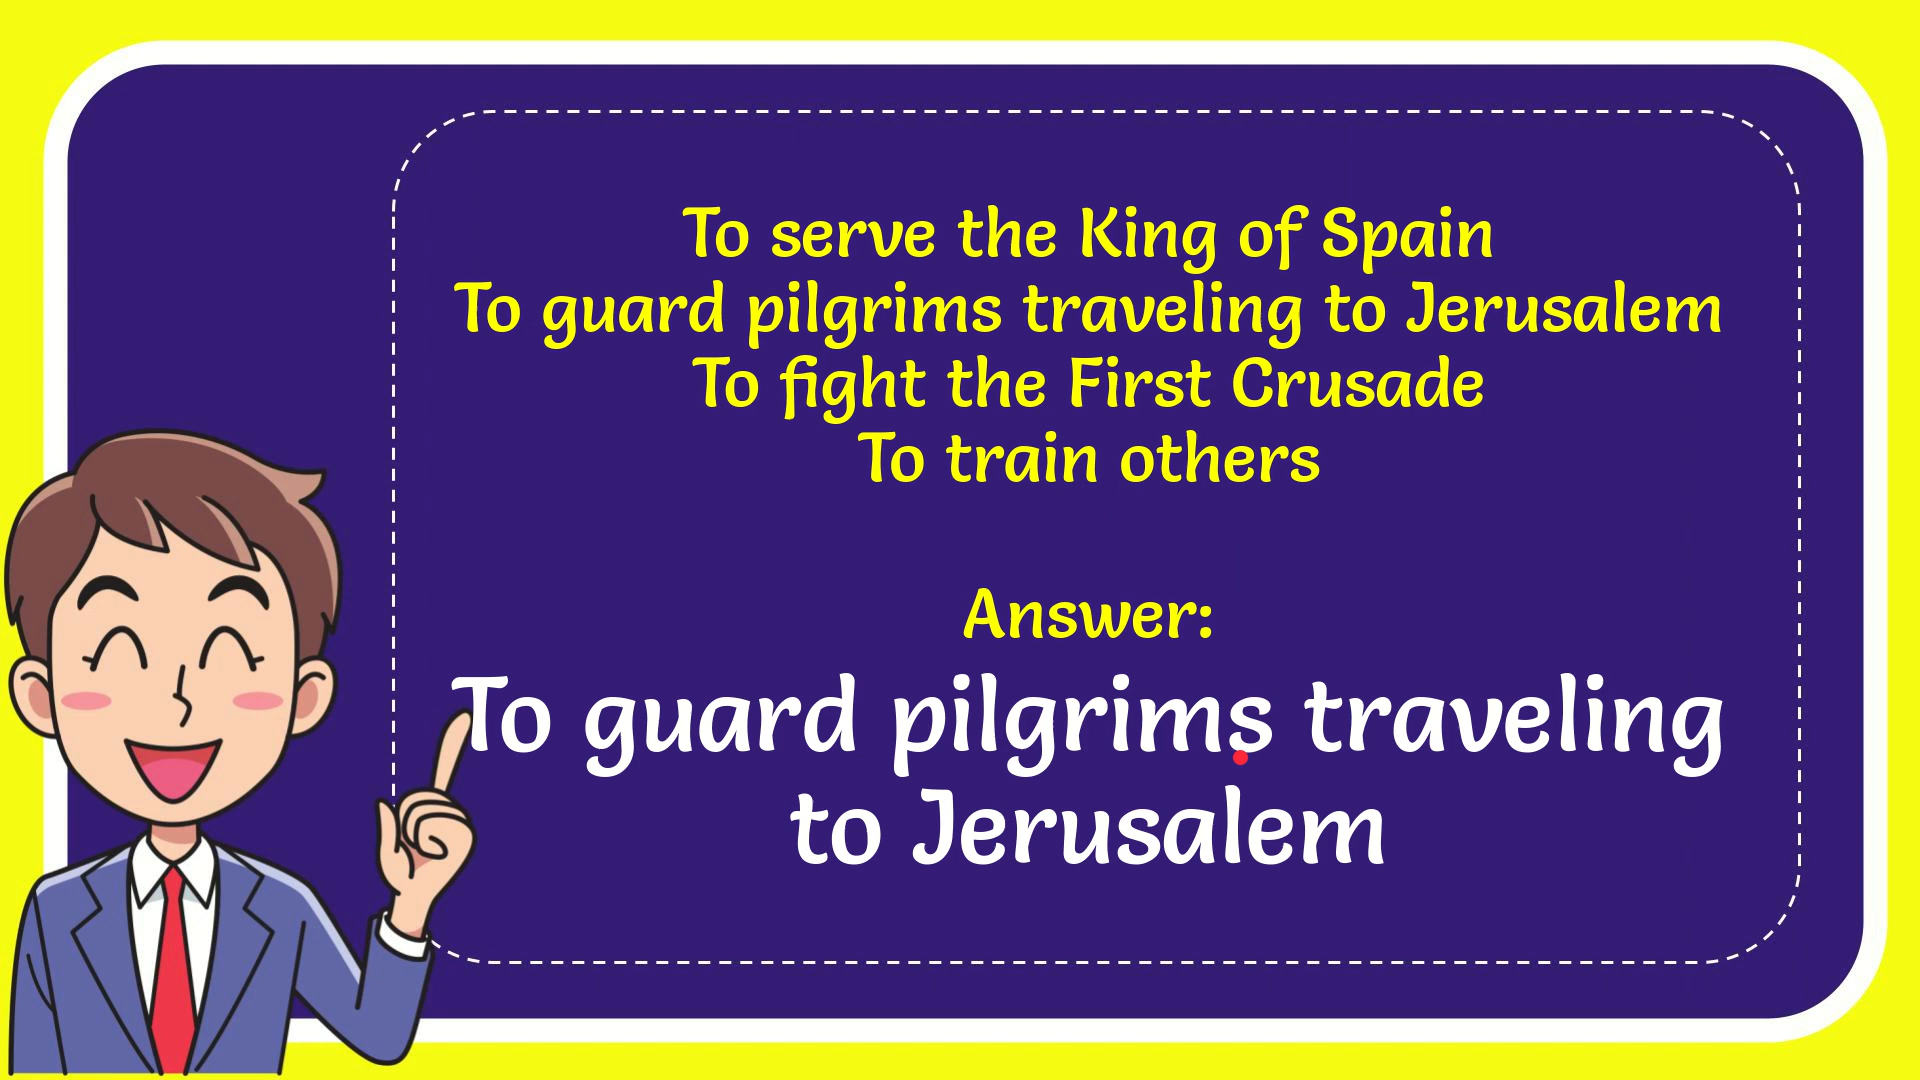 To serve the King of Spain
To guard pilgrims traveling to Jerusalem
To fight the First Crusade
To train others
Answer:
To guard pilgrims traveling
to Jerusalem